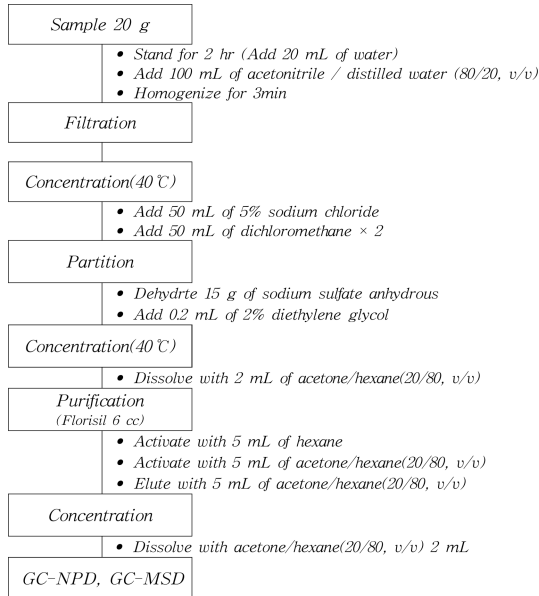 Sample 20 g
• Stand for 2 hr (Add 20 mL of water)
• Add 100 mL of acetonitrile / distilled water (80/20, v/v)
• Homogenize for 3min
Filtration
Concentration(40℃)
• Add 50 mL of 5% sodium chloride
• Add 50 mL of dichloromethane × 2
Partition
• Dehydrte 15 g of sodium sulfate anhydrous
• Add 0.2 mL of 2% diethylene glycol
Concentration(40℃)
• Dissolve with 2 mL of acetone/hexane(20/80, v/v)
Purification
(Florisil 6 cc)
• Activate with 5 mL of hexane
• Activate with 5 mL of acetone/hexane(20/80, v/v)
• Elute with 5 mL of acetone/hexane(20/80, v/v)
Concentration
• Dissolve with acetone/hexane(20/80, v/v) 2 mL
GC-NPD, GC-MSD